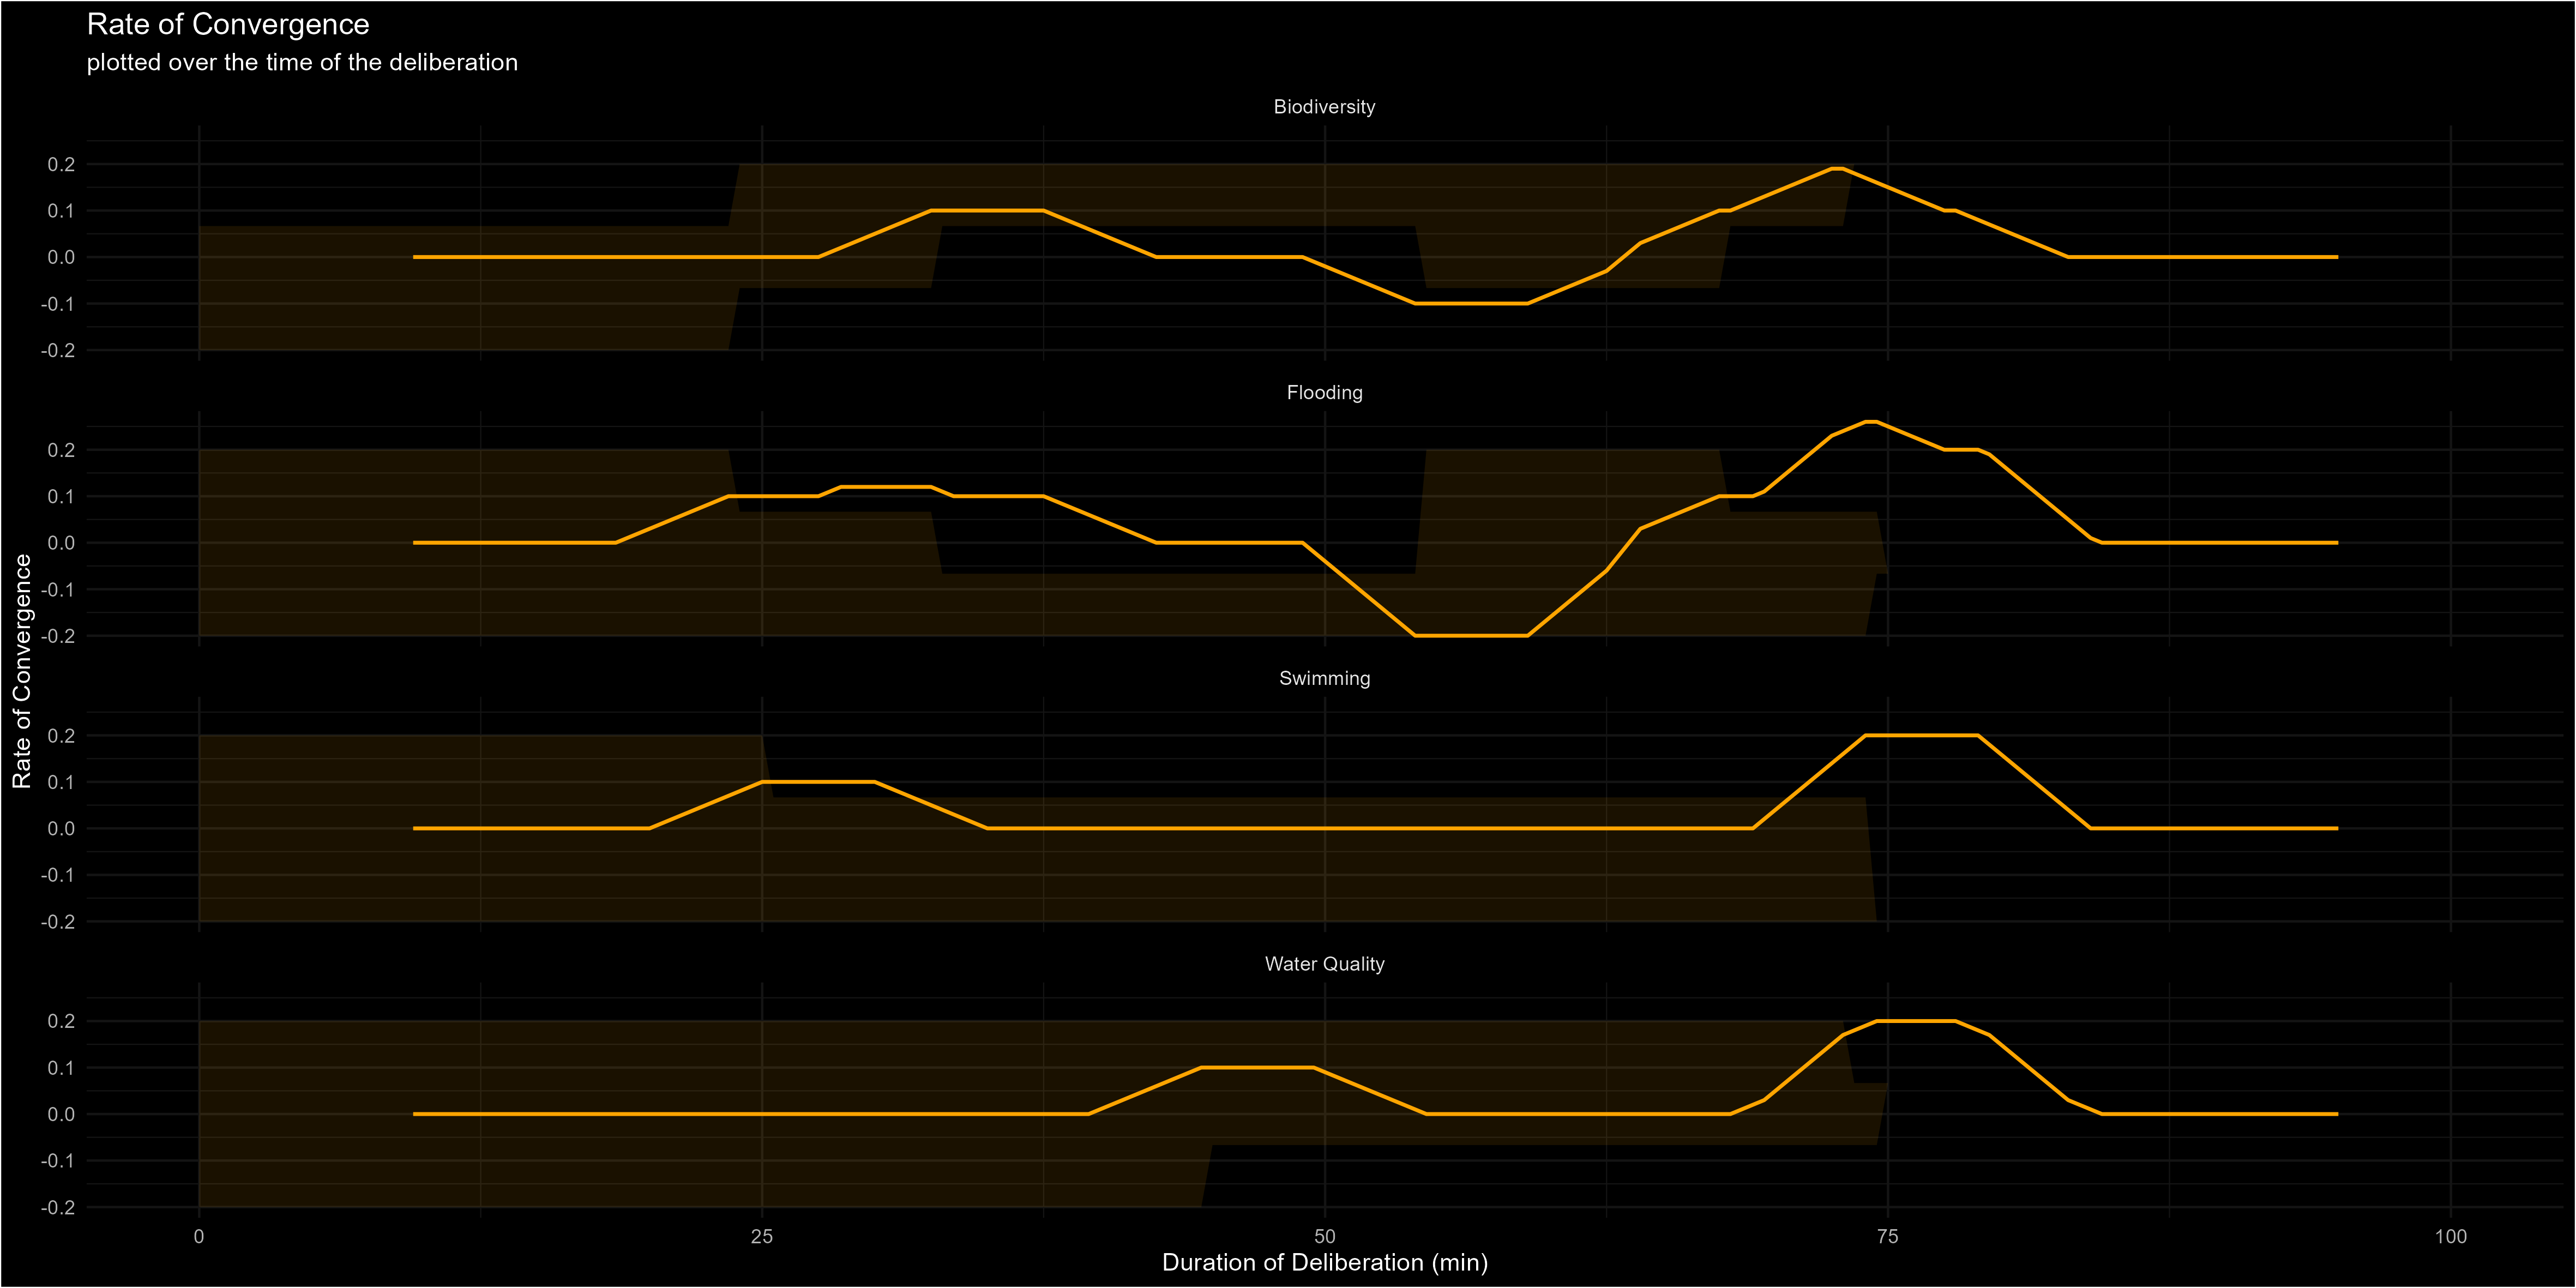 Rate of Convergence
plotted over the time of the deliberation
Biodiversity
0.2
0.1
0.0
-0.1
-0.2
Flooding
0.2
0.1
0.0
-0.1
-0.2
Swimming
0.2
0.1
0.0
-0.1
-0.2
Water Quality
0.2
0.1
0.0
-0.1
-0.2
Rate of Convergence
0 25 50 75 100
Duration of Deliberation (min)